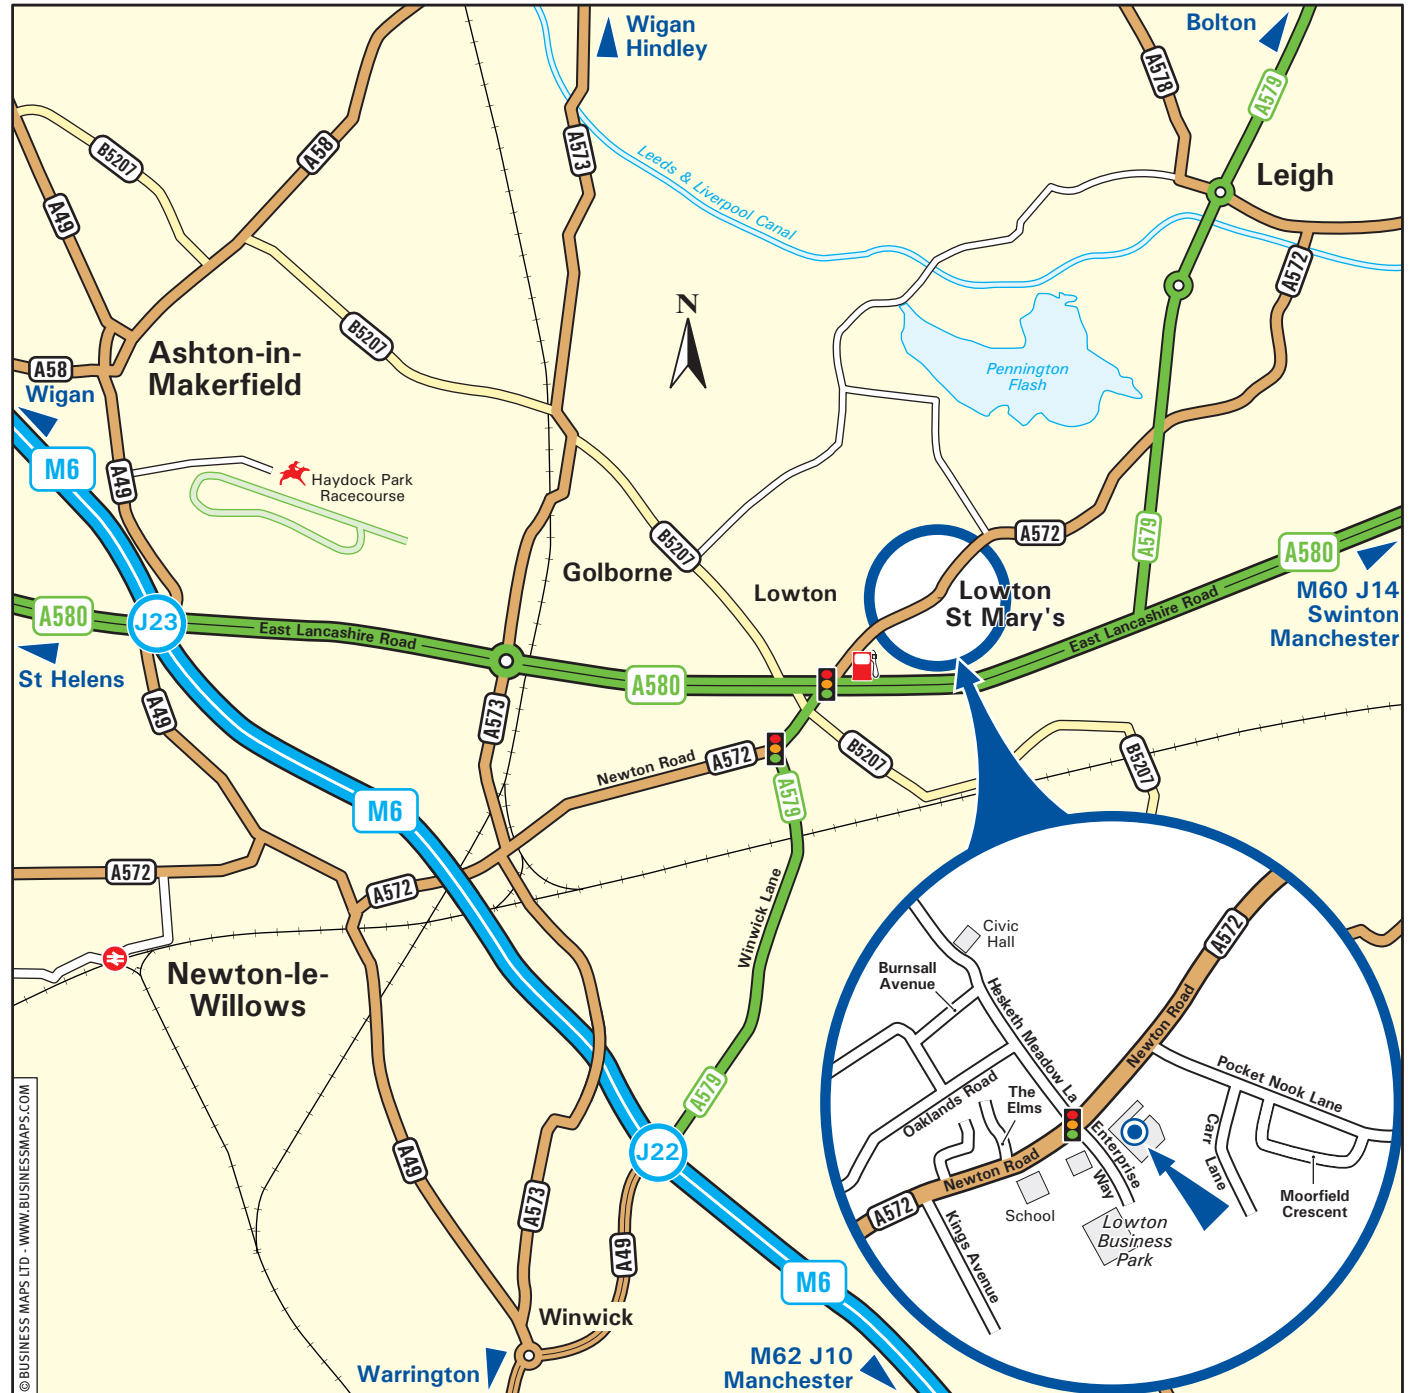 Wigan
Hindley
Bolton
A578
A579
B5207
A58
A573
Leeds & Liverpool Canal
Leigh
A49
A572
N
B5207
Ashton-in-
Makerfield
A58
Wigan
Pennington
Flash
M6
A49
Haydock Park
Racecourse
A572
A579
A580
B5207
Golborne
Lowton
Lowton
St Mary's
M60 J14
Swinton
Manchester
A580
J23
East Lancashire Road
East Lancashire Road
St Helens
A580
A49
A573
Newton Road
A572
B5207
B5207
A579
M6
A572
A572
Winwick Lane
Newton-le-
Willows
Civic
Hall
A572
Burnsall
Avenue
Hesketh Meadow La
Newton Road
Pocket Nook Lane
Oaklands Road
The
Elms
Enterprise
Way
Carr Lane
Newton Road
A572
School
Kings Avenue
Lowton
Business
Park
Moorfield
Crescent
A579
J22
A49
A573
A49
M6
Winwick
Warrington
M62 J10
Manchester
© BUSINESS MAPS LTD - WWW.BUSINESSMAPS.COM